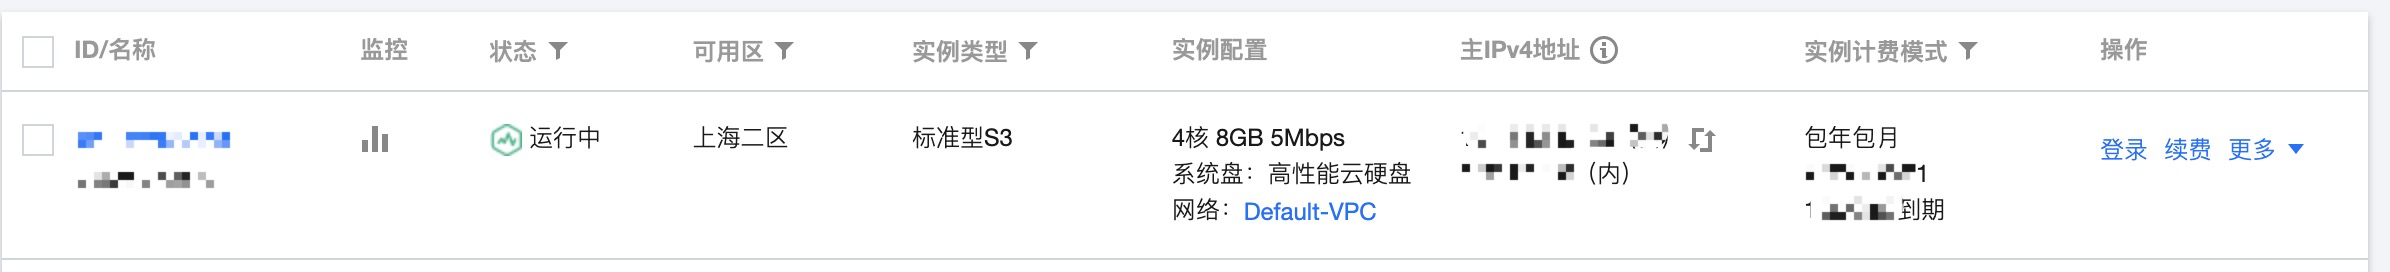 ID/名称 监控 状态 可用区 实例类型 实例配置 主IPv4地址 实例计费模式 操作
运行中 上海二区 标准型S3 4核 8GB 5Mbps 包年包月 登录 续费 更多
系统盘：高性能云硬盘 (内)
网络：Default-VPC 到期